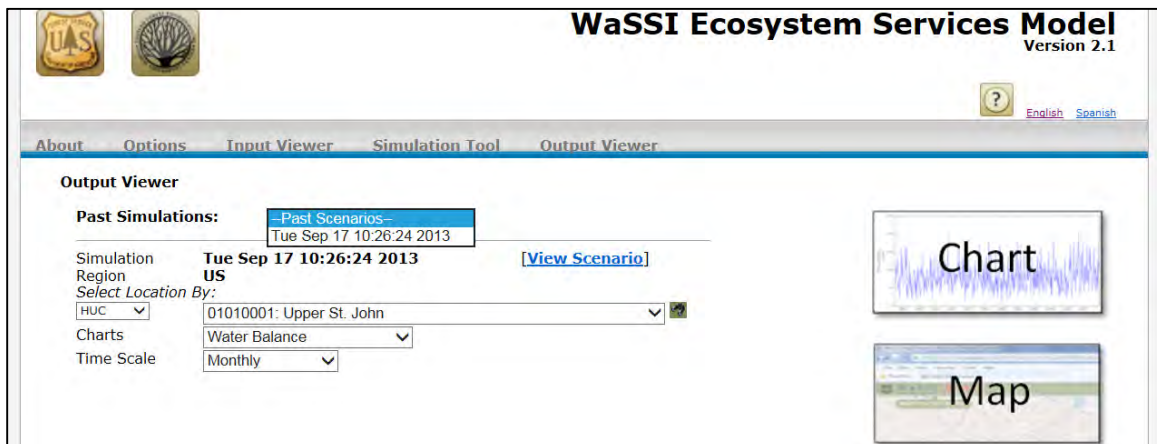 WaSSI Ecosystem Services Model
Version 2.1
UAS
?
English Spanish
About Options Input Viewer Simulation Tool Output Viewer
Output Viewer
Past Simulations: --Past Scenarios--
Tue Sep 17 10:26:24 2013
Simulation Tue Sep 17 10:26:24 2013 [View Scenario]
Region US
Select Location By:
HUC 01010001: Upper St. John
Charts Water Balance
Time Scale Monthly
Chart
Map